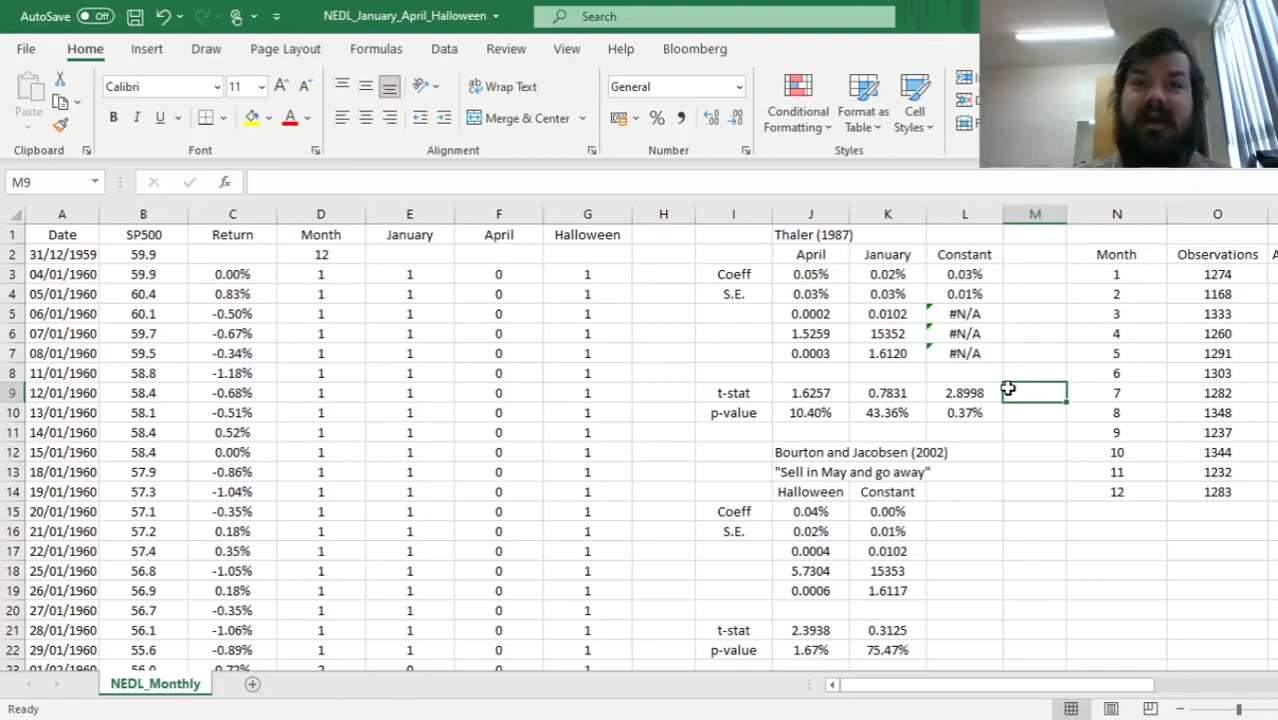 AutoSave Off NEDL_January_April_Halloween Search
File Home Insert Draw Page Layout Formulas Data Review View Help Bloomberg
Paste Calibri 11 A A Wrap Text General Conditional Formatting Format as Table Cell Styles
B I U A Merge & Center % ,
Clipboard Font Alignment Number Styles
M9 fx
A B C D E F G H I J K L M N O
1 Date SP500 Return Month January April Halloween Thaler (1987)
2 31/12/1959 59.9 12 April January Constant Month Observations
3 04/01/1960 59.9 0.00% 1 1 0 1 Coeff 0.05% 0.02% 0.03% 1 1274
4 05/01/1960 60.4 0.83% 1 1 0 1 S.E. 0.03% 0.03% 0.01% 2 1168
5 06/01/1960 60.1 -0.50% 1 1 0 1 0.0002 0.0102 #N/A 3 1333
6 07/01/1960 59.7 -0.67% 1 1 0 1 1.5259 15352 #N/A 4 1260
7 08/01/1960 59.5 -0.34% 1 1 0 1 0.0003 1.6120 #N/A 5 1291
8 11/01/1960 58.8 -1.18% 1 1 0 1 6 1303
9 12/01/1960 58.4 -0.68% 1 1 0 1 t-stat 1.6257 0.7831 2.8998 7 1282
10 13/01/1960 58.1 -0.51% 1 1 0 1 p-value 10.40% 43.36% 0.37% 8 1348
11 14/01/1960 58.4 0.52% 1 1 0 1 9 1237
12 15/01/1960 58.4 0.00% 1 1 0 1 Bourton and Jacobsen (2002) 10 1344
13 18/01/1960 57.9 -0.86% 1 1 0 1 "Sell in May and go away" 11 1232
14 19/01/1960 57.3 -1.04% 1 1 0 1 Halloween Constant 12 1283
15 20/01/1960 57.1 -0.35% 1 1 0 1 Coeff 0.04% 0.00%
16 21/01/1960 57.2 0.18% 1 1 0 1 S.E. 0.02% 0.01%
17 22/01/1960 57.4 0.35% 1 1 0 1 0.0004 0.0102
18 25/01/1960 56.8 -1.05% 1 1 0 1 5.7304 15353
19 26/01/1960 56.9 0.18% 1 1 0 1 0.0006 1.6117
20 27/01/1960 56.7 -0.35% 1 1 0 1
21 28/01/1960 56.1 -1.06% 1 1 0 1 t-stat 2.3938 0.3125
22 29/01/1960 55.6 -0.89% 1 1 0 1 p-value 1.67% 75.47%
NEDL_Monthly
Ready